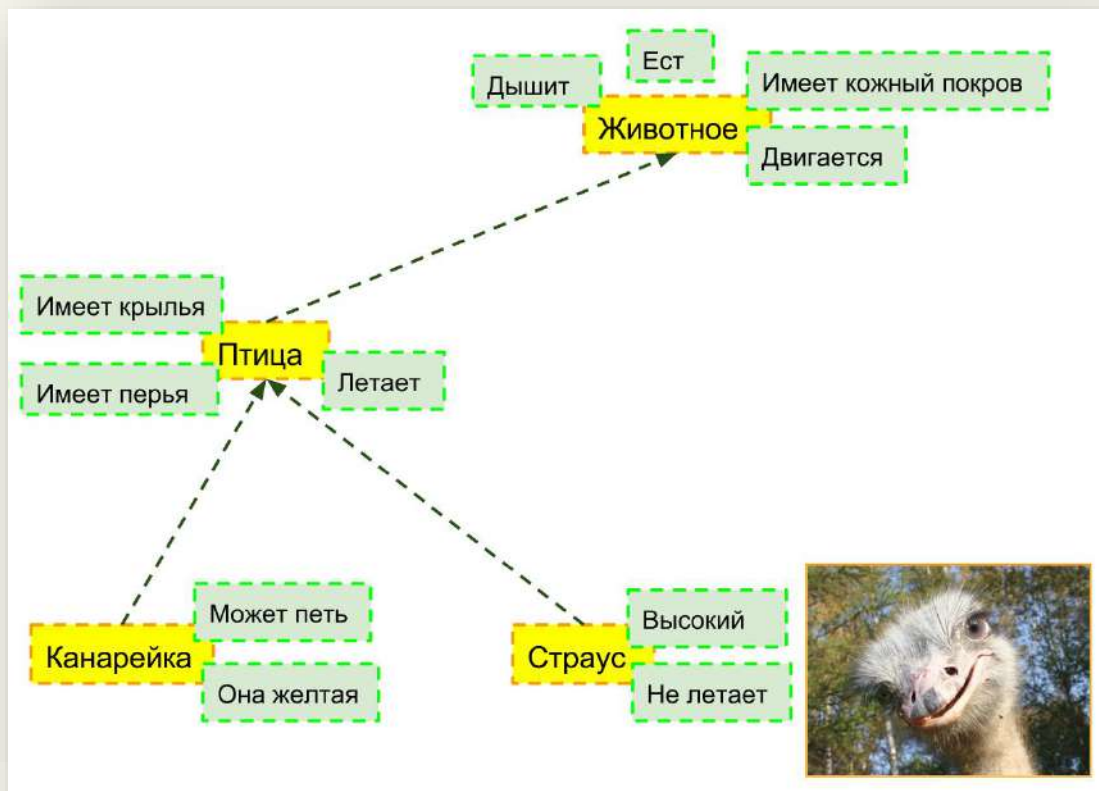 Ест
Дышит
Имеет кожный покров
Животное
Двигается
Имеет крылья
Птица
Имеет перья
Летает
Может петь
Канарейка
Она желтая
Высокий
Страус
Не летает